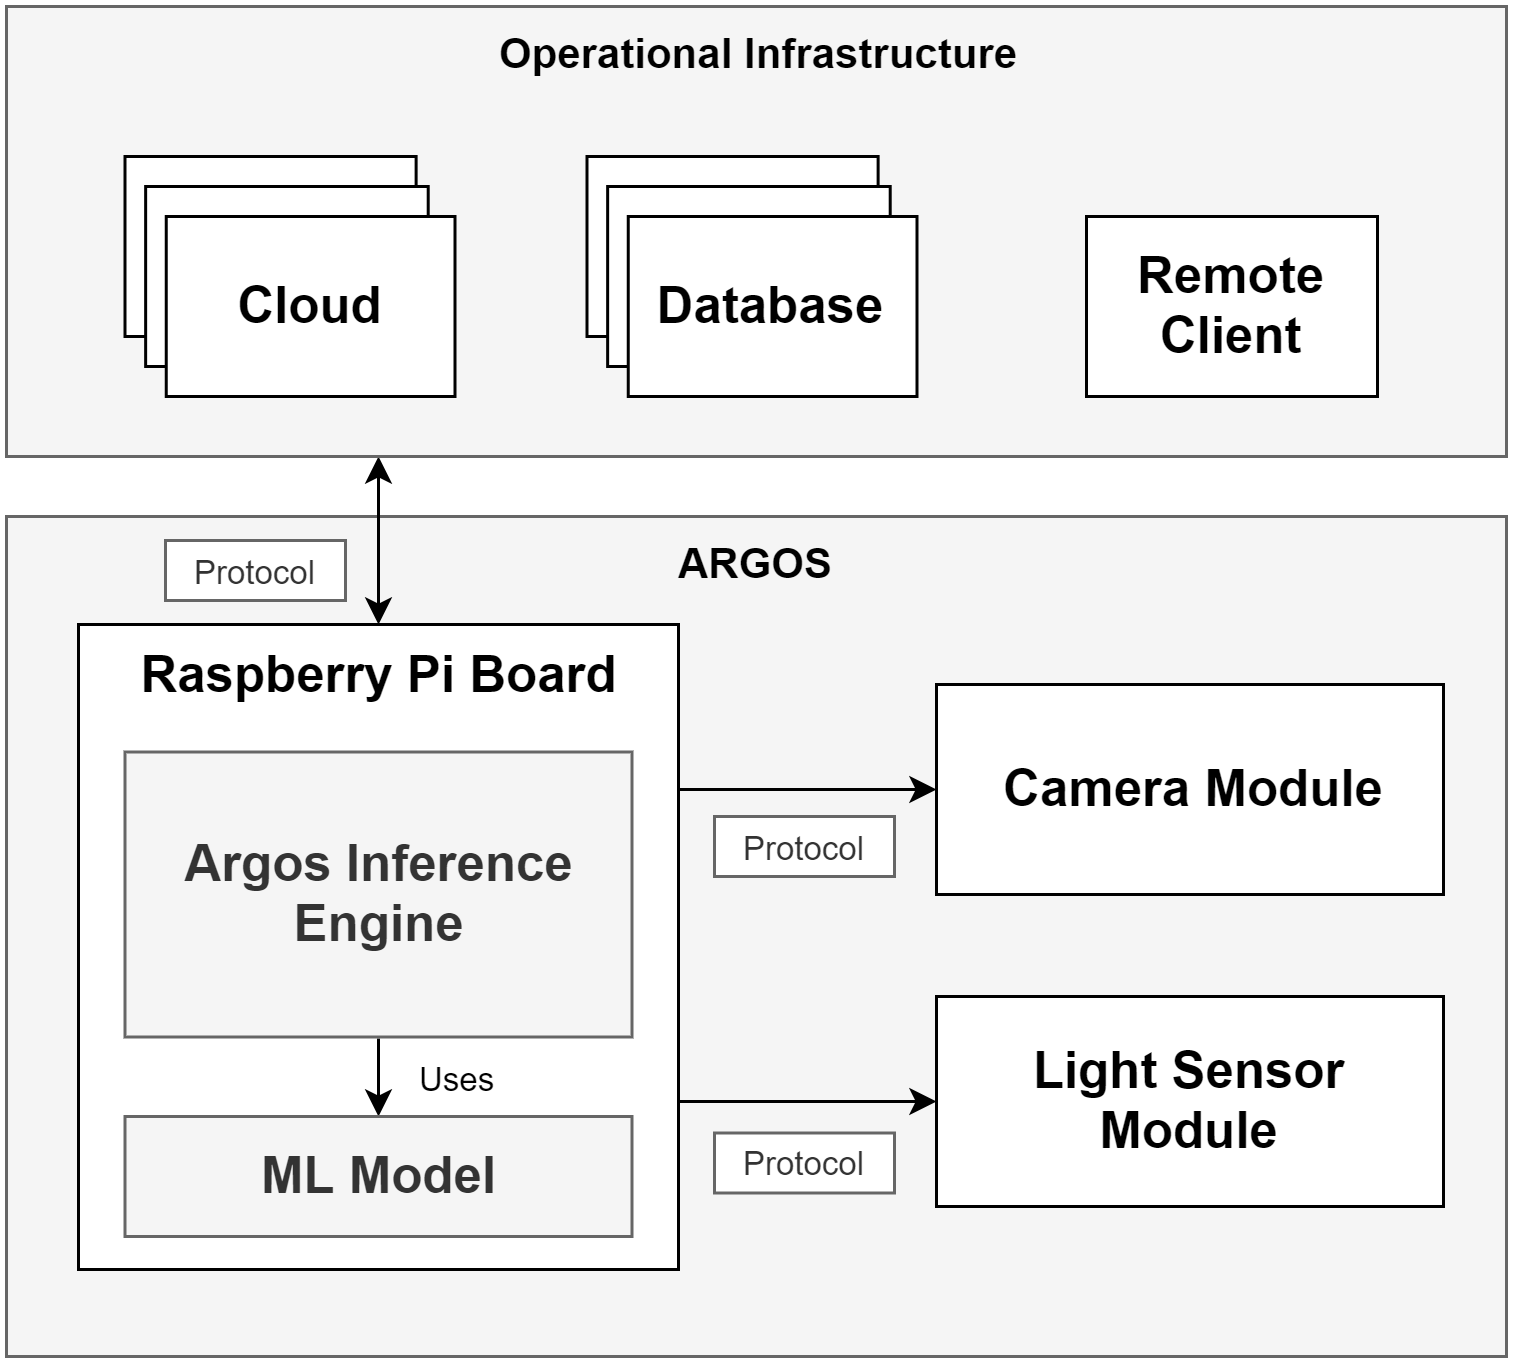 Operational Infrastructure
Cloud
Database
Remote
Client
Protocol
ARGOS
Raspberry Pi Board
Argos Inference
Engine
Uses
ML Model
Camera Module
Protocol
Light Sensor
Module
Protocol